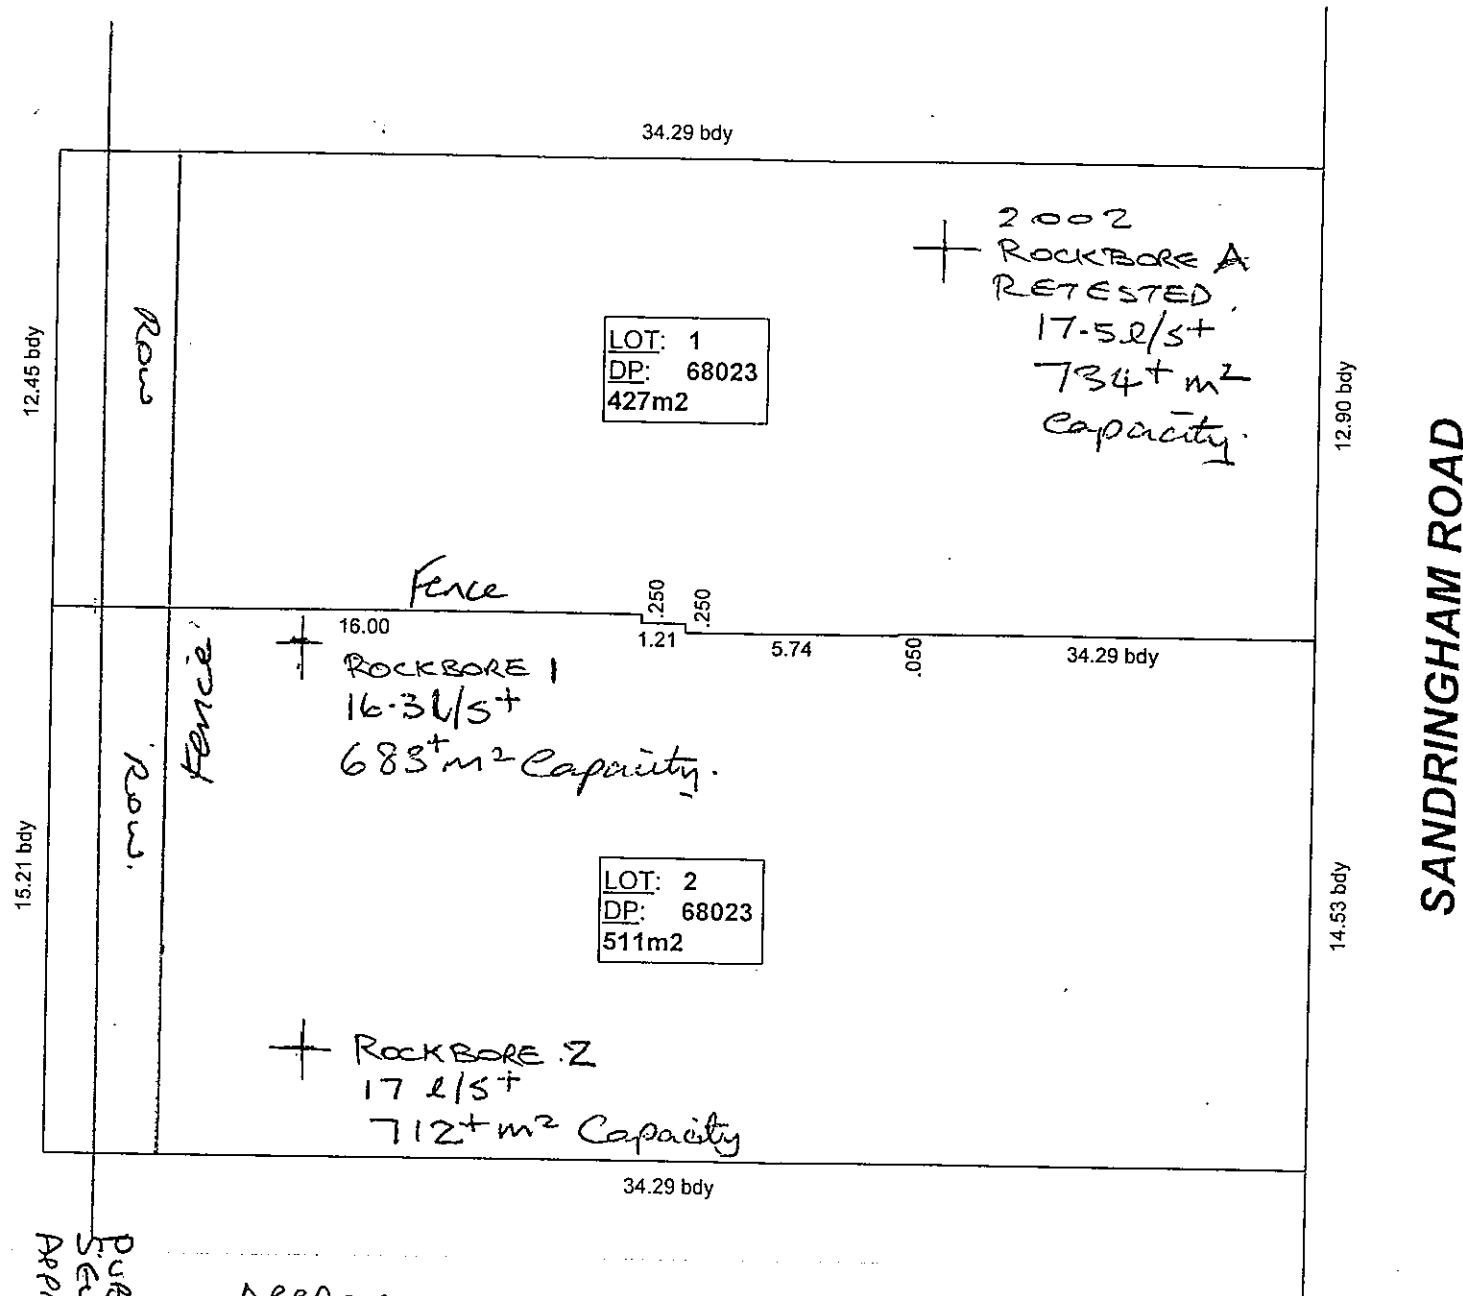 34.29 bdy
2002
ROCKBORE A
RETESTED.
17.5 l/s+
734+ m2
Capacity.
LOT: 1
DP: 68023
427m2
12.45 bdy
Row
12.90 bdy
SANDRINGHAM ROAD
Fence
.250
.250
16.00
1.21
5.74
.050
34.29 bdy
Fence
ROCKBORE 1
16.3 l/s+
683+ m2 Capacity.
Row.
15.21 bdy
LOT: 2
DP: 68023
511m2
14.53 bdy
ROCKBORE .2
17 l/s+
712+ m2 Capacity
34.29 bdy